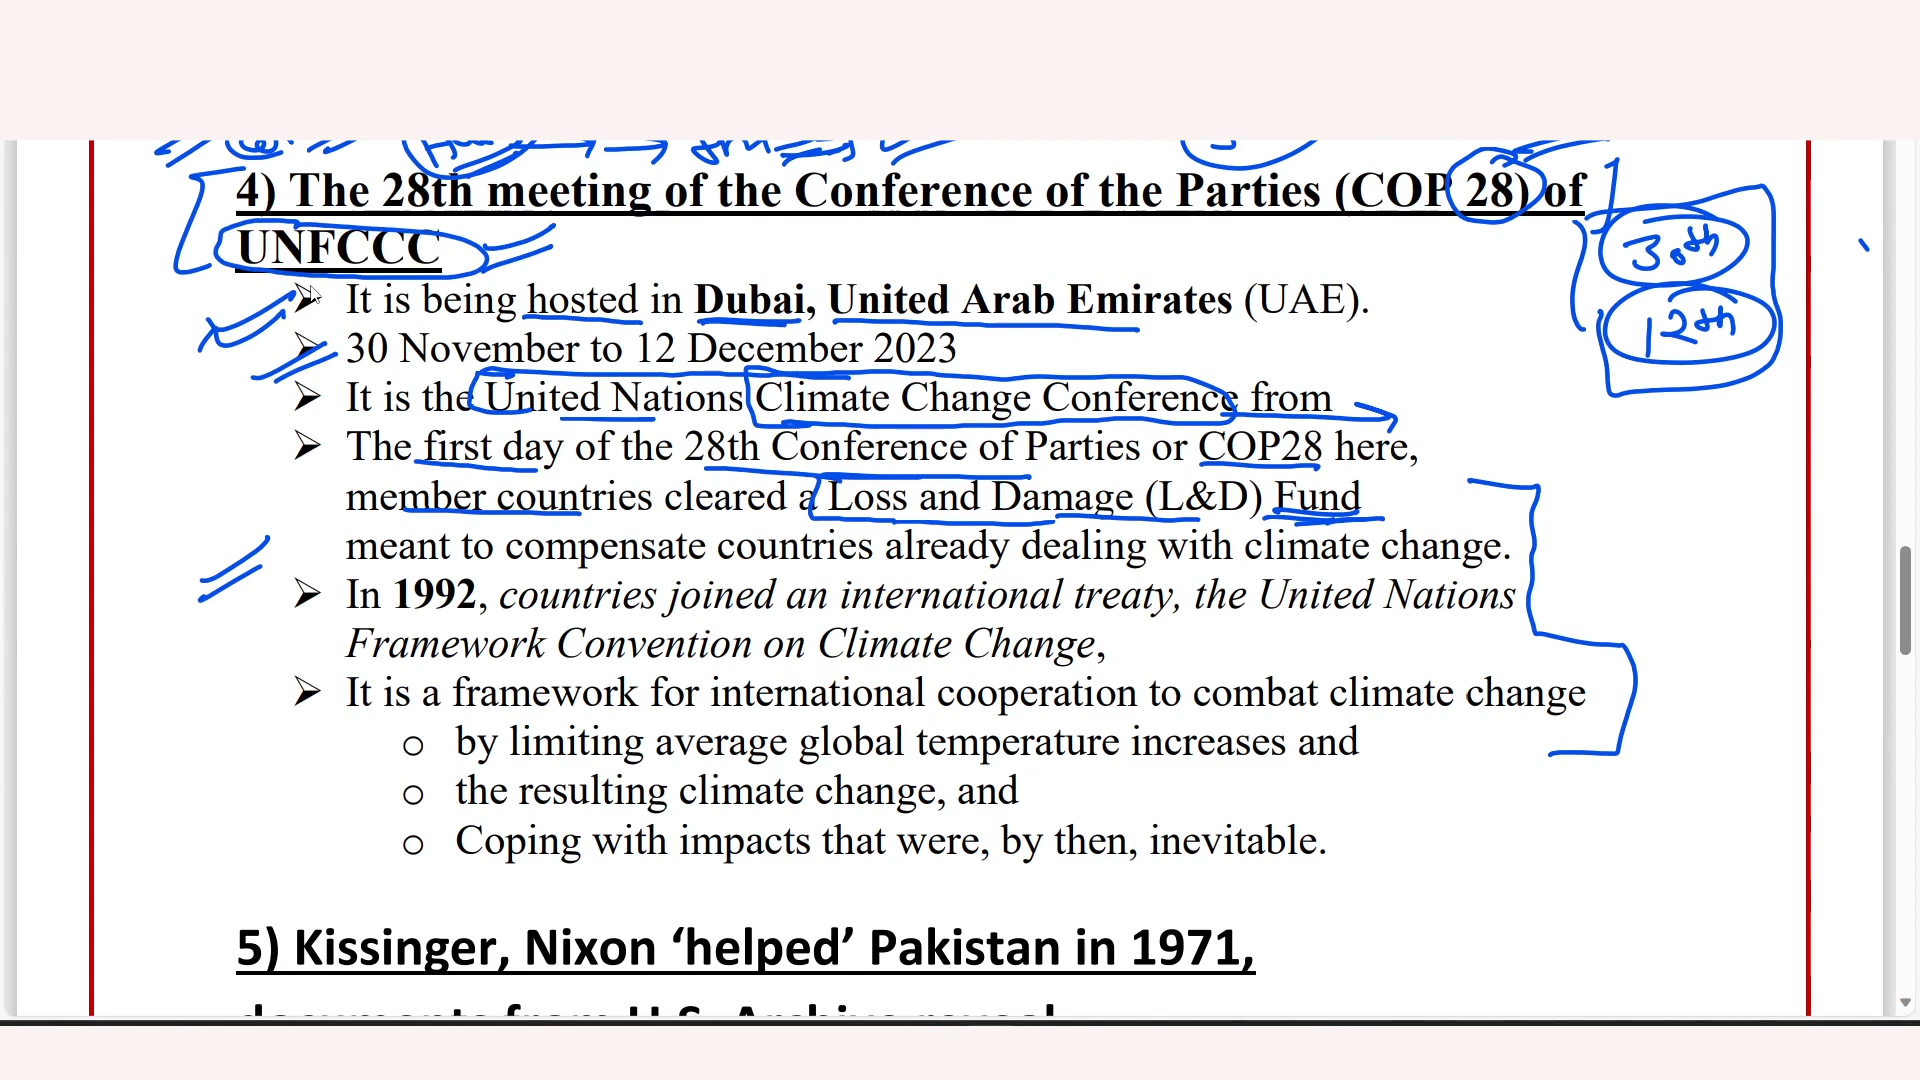 4) The 28th meeting of the Conference of the Parties (COP 28) of
UNFCCC
30th
12th
➤ It is being hosted in Dubai, United Arab Emirates (UAE).
➤ 30 November to 12 December 2023
➤ It is the United Nations Climate Change Conference from
➤ The first day of the 28th Conference of Parties or COP28 here,
member countries cleared a Loss and Damage (L&D) Fund
meant to compensate countries already dealing with climate change.
➤ In 1992, countries joined an international treaty, the United Nations
Framework Convention on Climate Change,
➤ It is a framework for international cooperation to combat climate change
o by limiting average global temperature increases and
o the resulting climate change, and
o Coping with impacts that were, by then, inevitable.
5) Kissinger, Nixon ‘helped’ Pakistan in 1971,
documents from U.S. Archive reveal